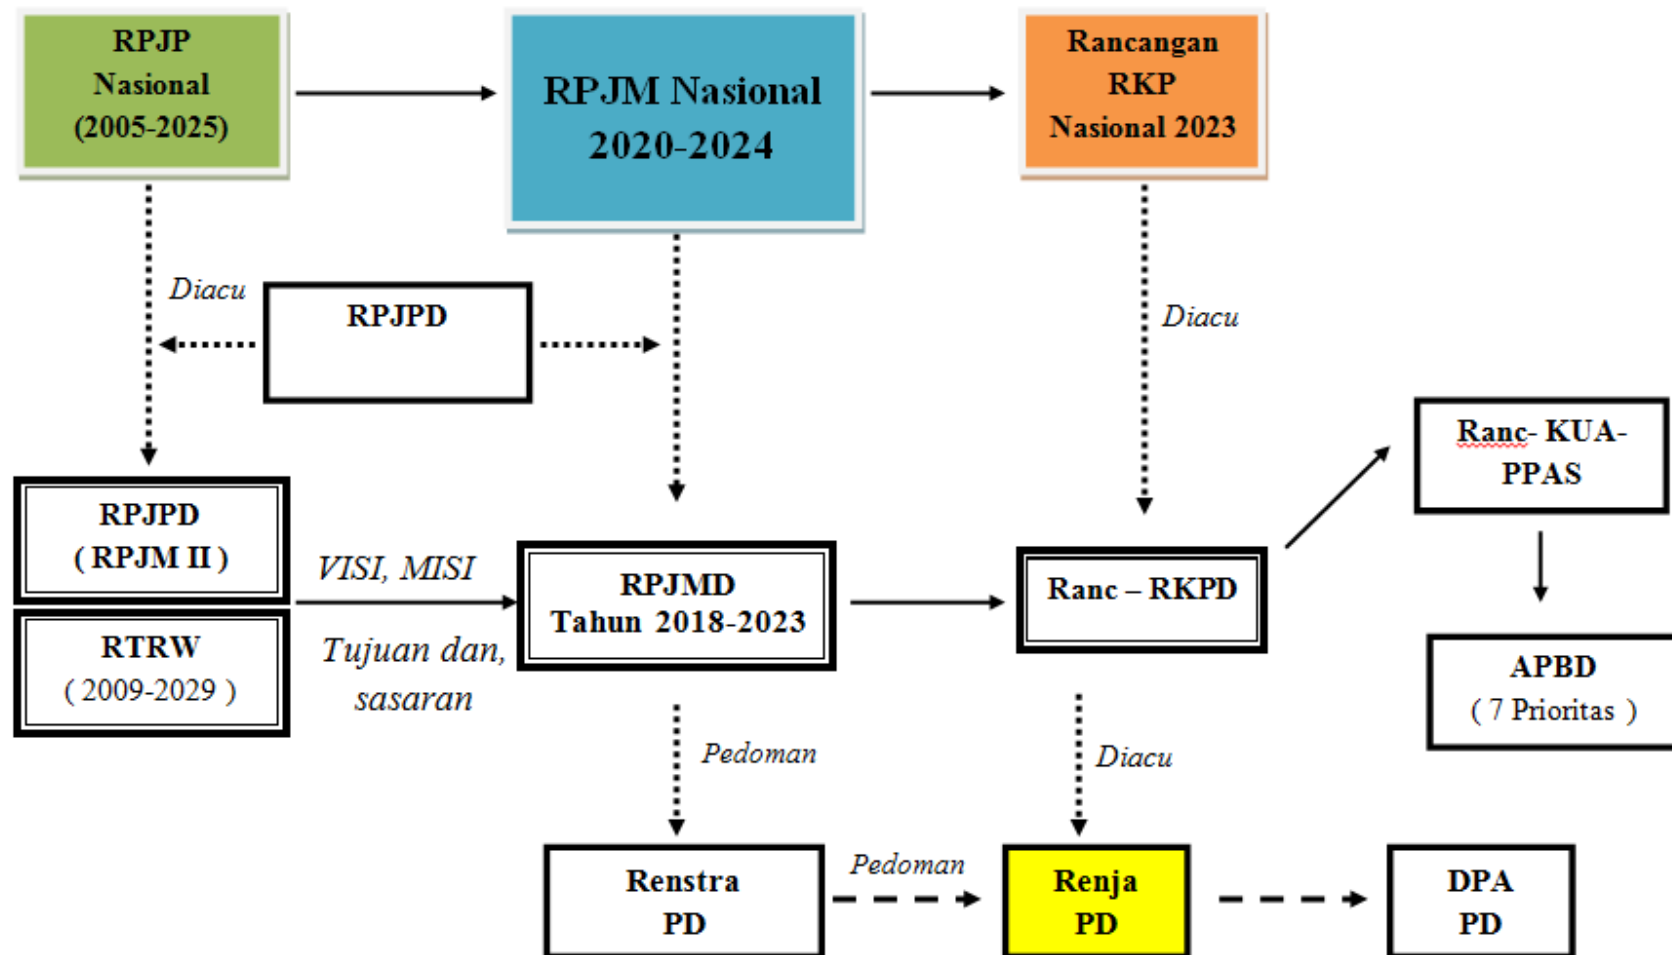 RPJP
Nasional
(2005-2025)
RPJM Nasional
2020-2024
Rancangan
RKP
Nasional 2023
Diacu
RPJPD
Diacu
Ranc- KUA-
PPAS
RPJPD
( RPJM II )
VISI, MISI
RPJMD
Tahun 2018-2023
Ranc – RKPD
RTRW
( 2009-2029 )
Tujuan dan,
sasaran
APBD
( 7 Prioritas )
Pedoman
Diacu
Renstra
PD
Pedoman
Renja
PD
DPA
PD